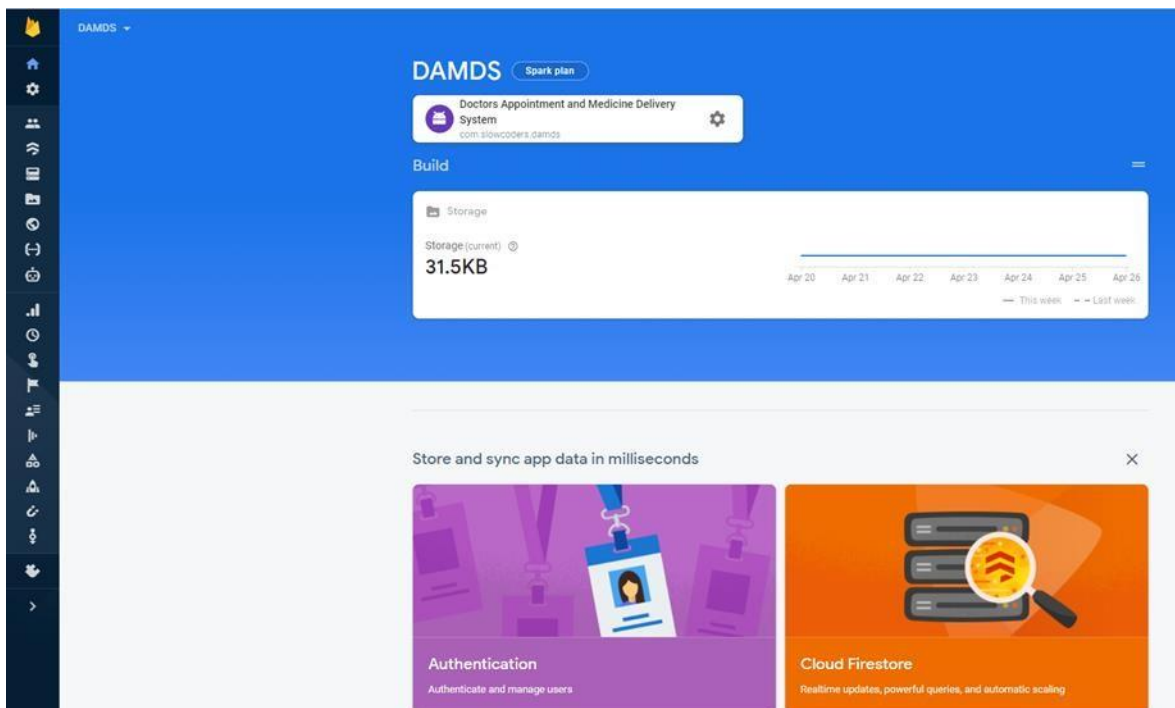 DAMDS
DAMDS Spark plan
Doctors Appointment and Medicine Delivery
System
com.slowcoders.damds
Build
Storage
Storage (current)
31.5KB
Apr 20 Apr 21 Apr 22 Apr 23 Apr 24 Apr 25 Apr 26
This week Last week
Store and sync app data in milliseconds
Authentication
Authenticate and manage users
Cloud Firestore
Realtime updates, powerful queries, and automatic scaling